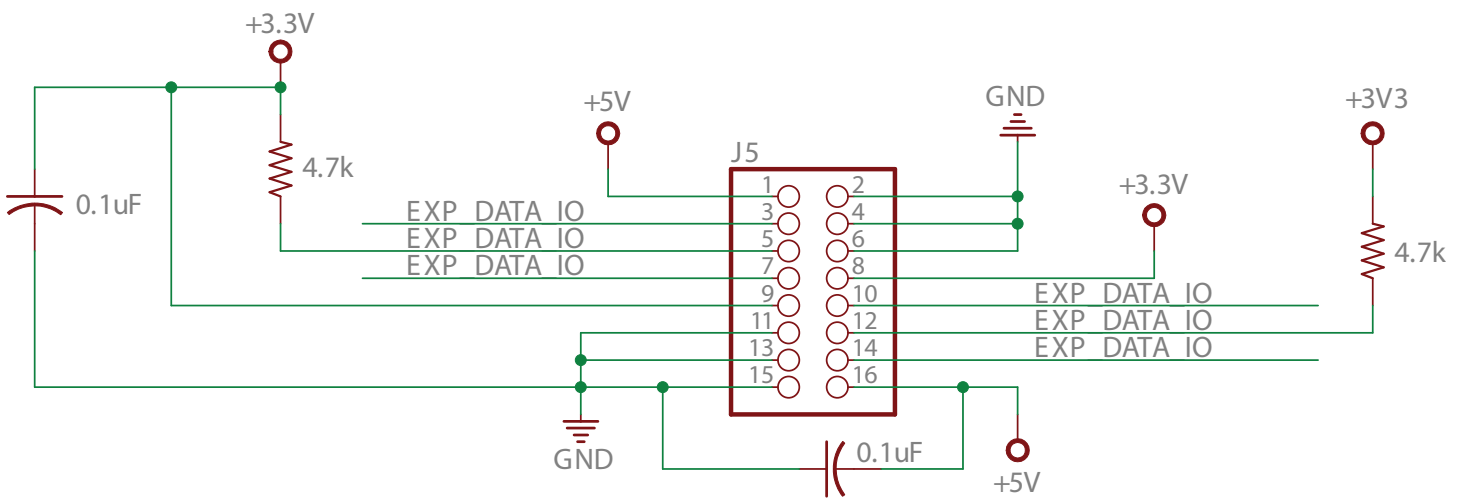 +3.3V
+5V
GND
+3V3
J5
4.7k
+3.3V
0.1uF
1 2
EXP_DATA_IO 3 4
EXP_DATA_IO 5 6
4.7k
EXP_DATA_IO 7 8
9 10 EXP_DATA_IO
11 12 EXP_DATA_IO
13 14 EXP_DATA_IO
15 16
GND
0.1uF
+5V